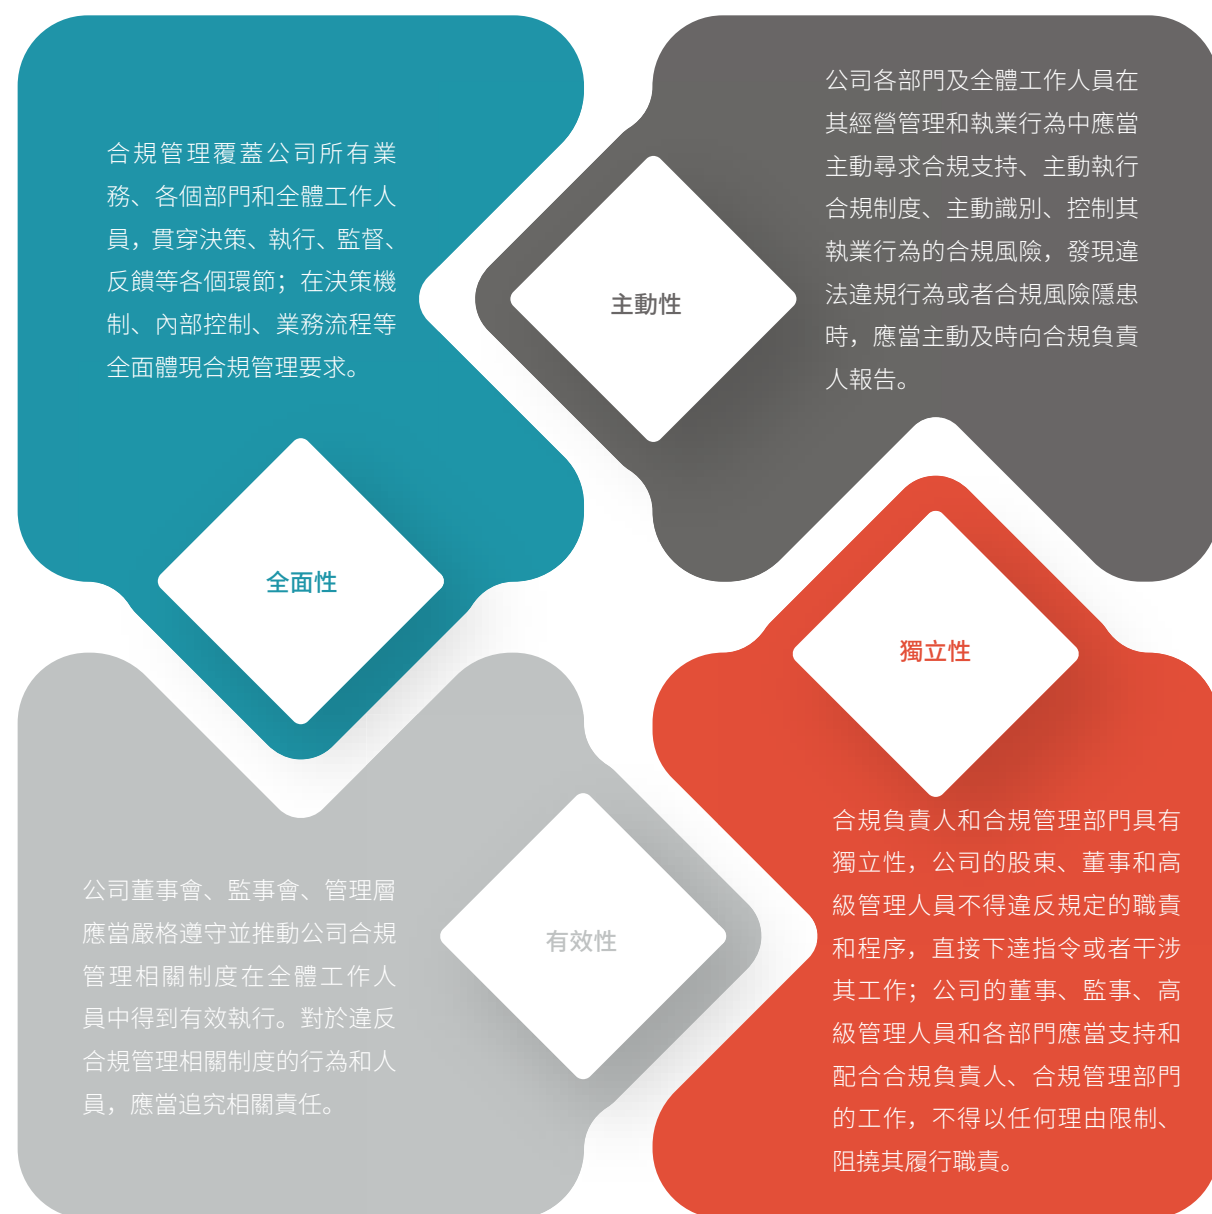 合規管理覆蓋公司所有業
務、各個部門和全體工作人
員，貫穿決策、執行、監督、
反饋等各個環節；在決策機
制、內部控制、業務流程等
全面體現合規管理要求。
全面性
公司各部門及全體工作人員在
其經營管理和執業行為中應當
主動尋求合規支持、主動執行
合規制度、主動識別、控制其
執業行為的合規風險，發現違
法違規行為或者合規風險隱患
時，應當主動及時向合規負責
人報告。
主動性
公司董事會、監事會、管理層
應當嚴格遵守並推動公司合規
管理相關制度在全體工作人
員中得到有效執行。對於違反
合規管理相關制度的行為和人
員，應當追究相關責任。
有效性
獨立性
合規負責人和合規管理部門具有
獨立性，公司的股東、董事和高
級管理人員不得違反規定的職責
和程序，直接下達指令或者干涉
其工作；公司的董事、監事、高
級管理人員和各部門應當支持和
配合合規負責人、合規管理部門
的工作，不得以任何理由限制、
阻撓其履行職責。